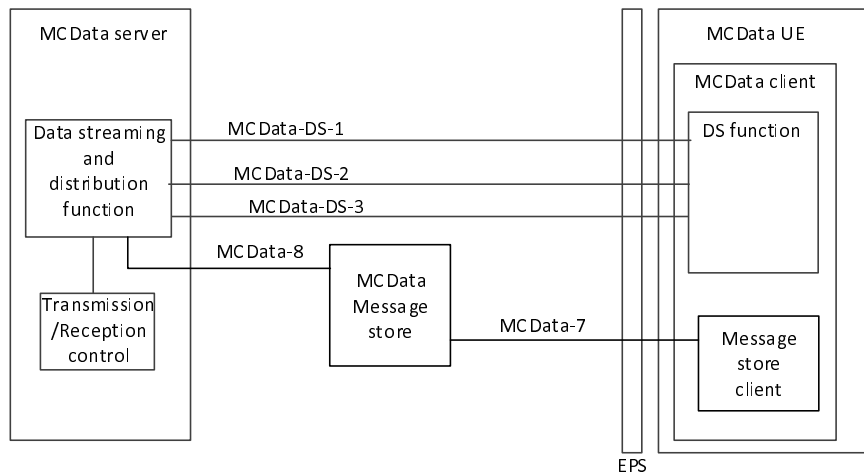 MCData server
MCData UE
MCData client
Data streaming
and
distribution
function
MCData-DS-1
DS function
MCData-DS-2
MCData-DS-3
MCData-8
MCData
Message
store
Transmission
/Reception
control
MCData-7
Message
store
client
EPS